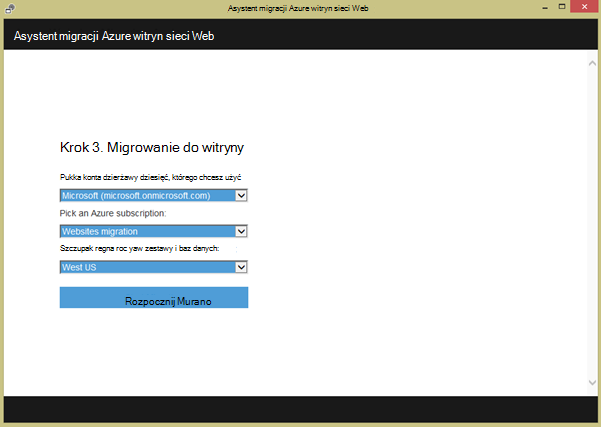 Asystent migracji Azure witryn sieci Web
Asystent migracji Azure witryn sieci Web
Krok 3. Migrowanie do witryny
Pukka konta dzierżawy dziesięć, którego chcesz użyć
Microsoft (microsoft.onmicrosoft.com)
Pick an Azure subscription:
Websites migration
Szczupak regna roc yaw zestawy i baz danych:
West US
Rozpocznij Murano